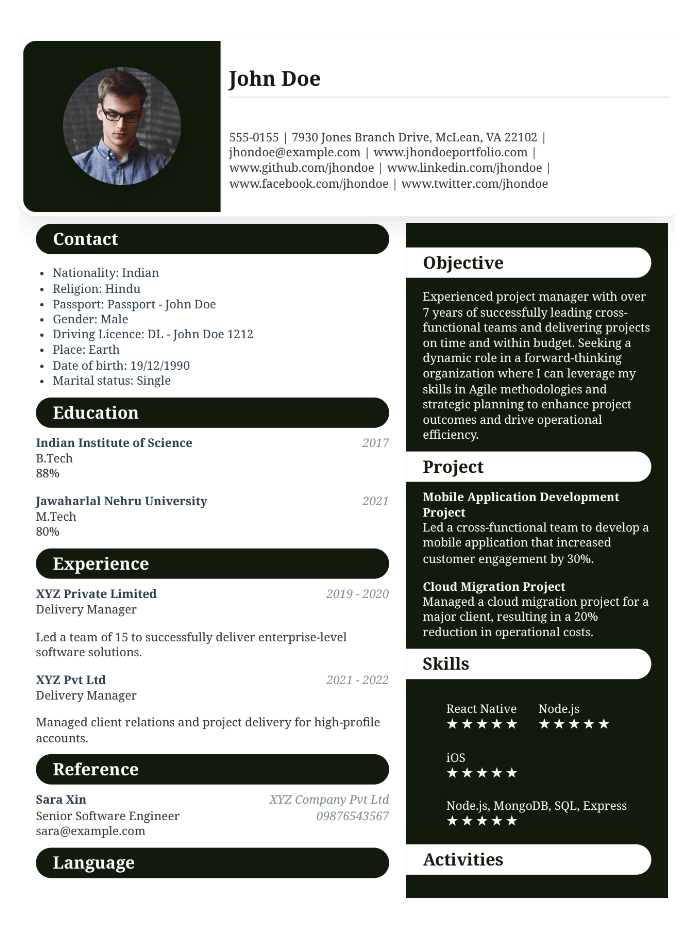 John Doe
555-0155 | 7930 Jones Branch Drive, McLean, VA 22102 |
jhondoe@example.com | www.jhondoeportfolio.com |
www.github.com/jhondoe | www.linkedin.com/jhondoe |
www.facebook.com/jhondoe | www.twitter.com/jhondoe
Contact
• Nationality: Indian
• Religion: Hindu
• Passport: Passport - John Doe
• Gender: Male
• Driving Licence: DL - John Doe 1212
• Place: Earth
• Date of birth: 19/12/1990
• Marital status: Single
Education
Indian Institute of Science 2017
B.Tech
88%
Jawaharlal Nehru University 2021
M.Tech
80%
Experience
XYZ Private Limited 2019 - 2020
Delivery Manager
Led a team of 15 to successfully deliver enterprise-level
software solutions.
XYZ Pvt Ltd 2021 - 2022
Delivery Manager
Managed client relations and project delivery for high-profile
accounts.
Reference
Sara Xin XYZ Company Pvt Ltd
Senior Software Engineer 09876543567
sara@example.com
Language
Objective
Experienced project manager with over
7 years of successfully leading cross-
functional teams and delivering projects
on time and within budget. Seeking a
dynamic role in a forward-thinking
organization where I can leverage my
skills in Agile methodologies and
strategic planning to enhance project
outcomes and drive operational
efficiency.
Project
Mobile Application Development
Project
Led a cross-functional team to develop a
mobile application that increased
customer engagement by 30%.
Cloud Migration Project
Managed a cloud migration project for a
major client, resulting in a 20%
reduction in operational costs.
Skills
React Native Node.js
★★★★★ ★★★★★
iOS
★★★★★
Node.js, MongoDB, SQL, Express
★★★★★
Activities